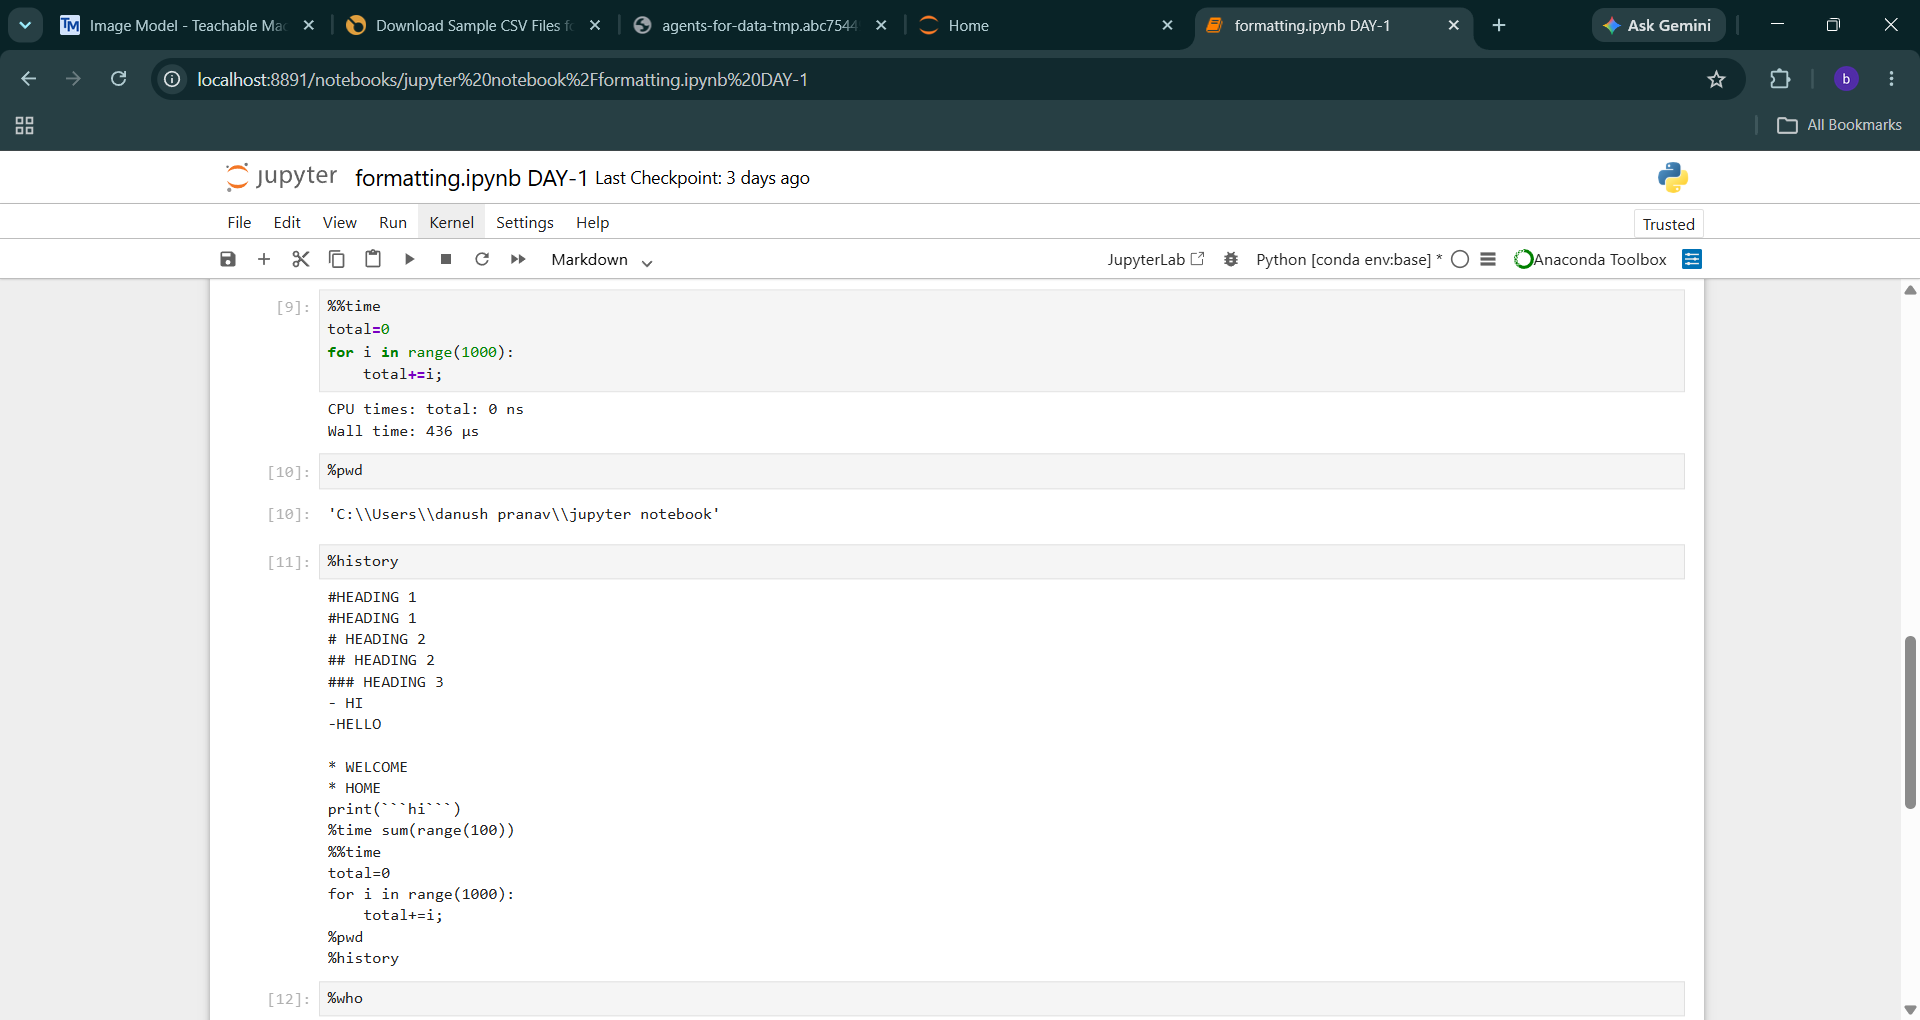 Image Model - Teachable Ma
Download Sample CSV Files f
agents-for-data-tmp.abc7544
Home
formatting.ipynb DAY-1
Ask Gemini
localhost:8891/notebooks/jupyter%20notebook%2Fformatting.ipynb%20DAY-1
b
All Bookmarks
jupyter formatting.ipynb DAY-1 Last Checkpoint: 3 days ago
File Edit View Run Kernel Settings Help
Trusted
Markdown
JupyterLab
Python [conda env:base] *
Anaconda Toolbox
[9]: %%time
total=0
for i in range(1000):
    total+=i;
CPU times: total: 0 ns
Wall time: 436 µs
[10]: %pwd
[10]: 'C:\\Users\\danush pranav\\jupyter notebook'
[11]: %history
#HEADING 1
#HEADING 1
# HEADING 2
## HEADING 2
### HEADING 3
- HI
-HELLO
* WELCOME
* HOME
print(```hi```)
%time sum(range(100))
%%time
total=0
for i in range(1000):
    total+=i;
%pwd
%history
[12]: %who